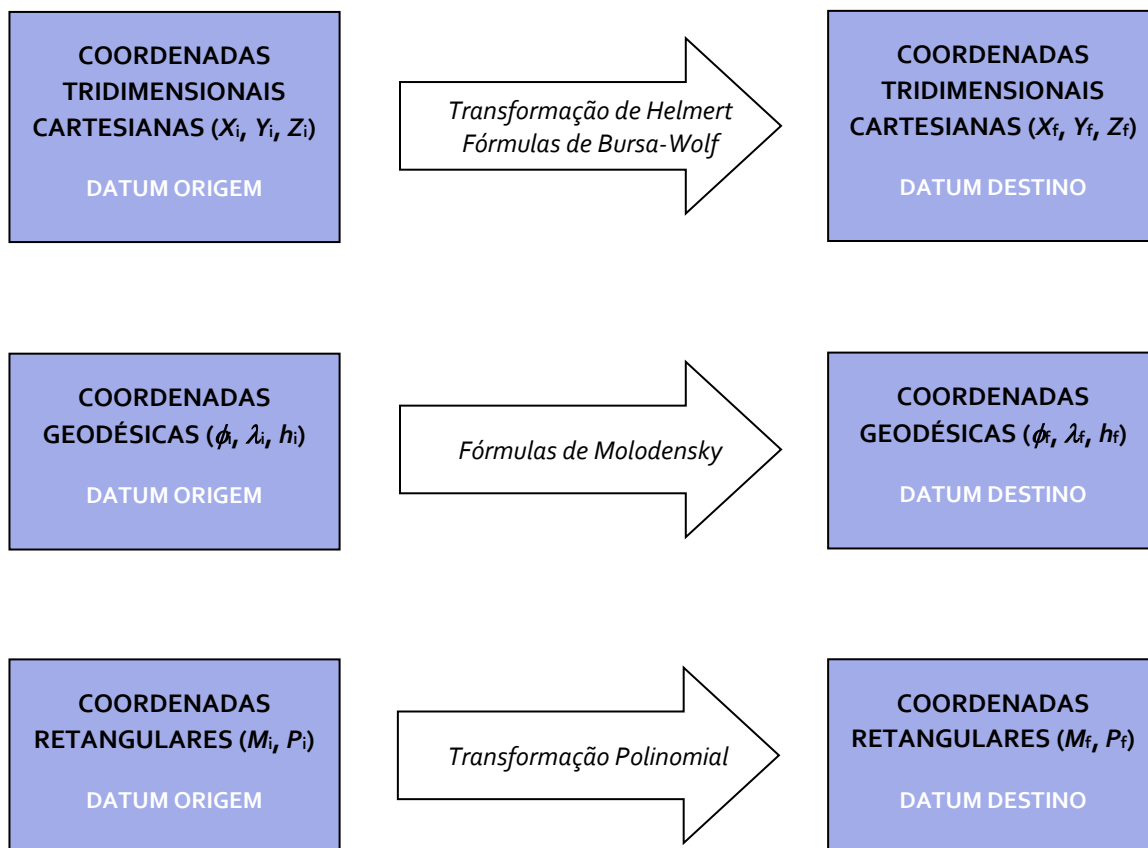 COORDENADAS
TRIDIMENSIONAIS
CARTESIANAS (Xi, Yi, Zi)
DATUM ORIGEM
Transformação de Helmert
Fórmulas de Bursa-Wolf
COORDENADAS
TRIDIMENSIONAIS
CARTESIANAS (Xf, Yf, Zf)
DATUM DESTINO
COORDENADAS
GEODÉSICAS (ϕi, λi, hi)
DATUM ORIGEM
Fórmulas de Molodensky
COORDENADAS
GEODÉSICAS (ϕf, λf, hf)
DATUM DESTINO
COORDENADAS
RETANGULARES (Mi, Pi)
DATUM ORIGEM
Transformação Polinomial
COORDENADAS
RETANGULARES (Mf, Pf)
DATUM DESTINO